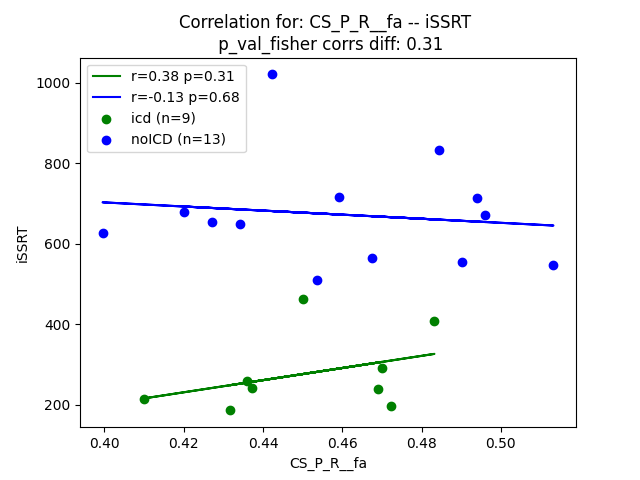 Correlation for: CS_P_R__fa -- iSSRT
p_val_fisher corrs diff: 0.31
r=0.38 p=0.31
r=-0.13 p=0.68
icd (n=9)
noICD (n=13)
1000
800
600
400
200
iSSRT
0.40 0.42 0.44 0.46 0.48 0.50
CS_P_R__fa